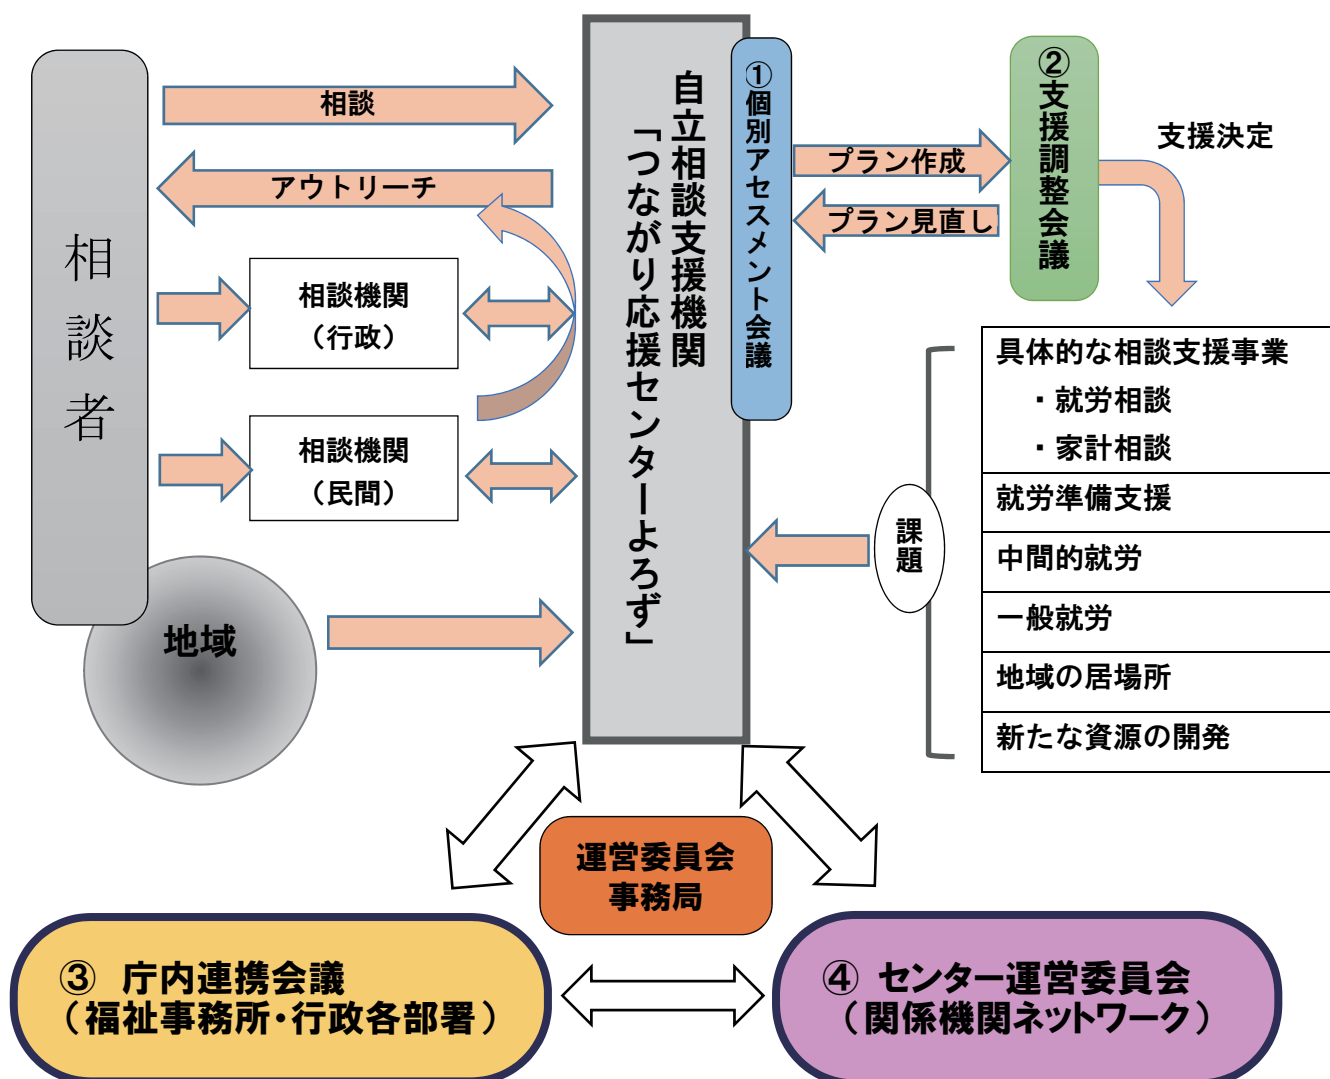 相談者
地域
相談
アウトリーチ
相談機関
（行政）
相談機関
（民間）
自立相談支援機関
「つながり応援センターよろず」
①個別アセスメント会議
プラン作成
プラン見直し
②支援調整会議
支援決定
具体的な相談支援事業
・就労相談
・家計相談
就労準備支援
中間的就労
一般就労
地域の居場所
新たな資源の開発
課題
運営委員会
事務局
③ 庁内連携会議
（福祉事務所・行政各部署）
④ センター運営委員会
（関係機関ネットワーク）